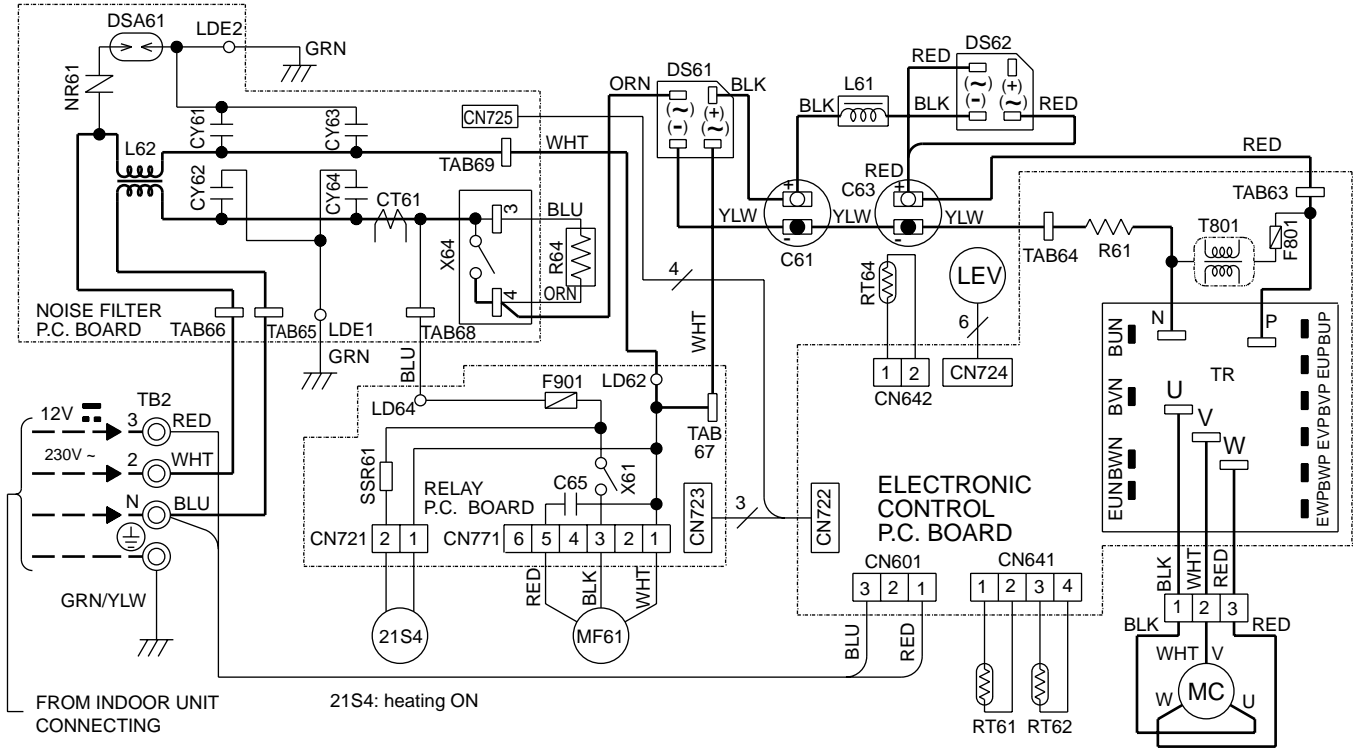 DSA61
LDE2
GRN
NR61
CY61
CY63
L62
CY62
CY64
CT61
CN725
TAB69
WHT
X64
3
4
BLU
R64
ORN
NOISE FILTER
P.C. BOARD
TAB66
TAB65
LDE1
GRN
TAB68
ORN
DS61
BLK
(-)
~
(+)
~
L61
BLK
BLK
RED
DS62
(-)
~
(+)
~
RED
RED
+
C63
+
YLW
-
C61
YLW
-
YLW
RED
TAB63
TAB64
R61
T801
F801
RT64
LEV
6
4
1 2
CN642
CN724
N
P
TR
BUN
BVN
EUNBWN
EWPBWP EVPBVP EUPBUP
U
V
W
BLU
WHT
12V
TB2
3
RED
230V ~
2
WHT
N
BLU
GRN/YLW
FROM INDOOR UNIT
CONNECTING
LD64
F901
LD62
TAB
67
SSR61
RELAY
P.C. BOARD
C65
X61
CN721
2 1
CN771
6 5 4 3 2 1
CN723
3
CN722
RED
BLK
WHT
21S4
MF61
21S4: heating ON
ELECTRONIC
CONTROL
P.C. BOARD
CN601
3 2 1
BLU
RED
CN641
1 2 3 4
RT61
RT62
BLK
WHT
RED
1 2 3
BLK
RED
WHT
V
W
MC
U